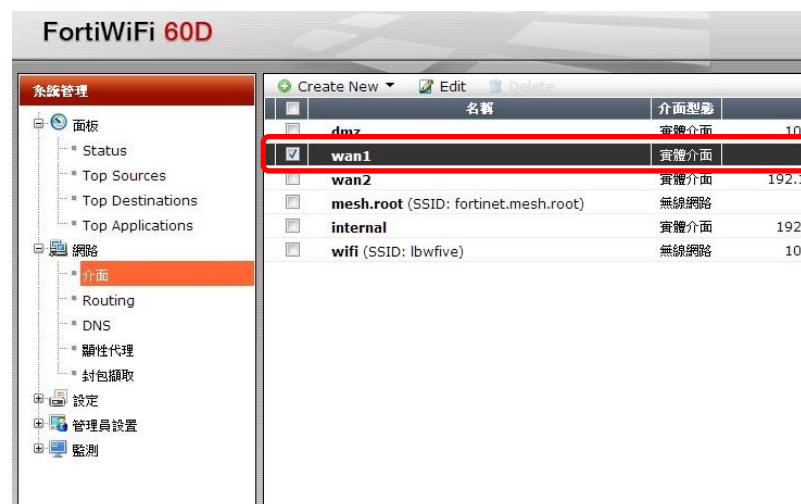 FortiWiFi 60D
系統管理
面板
Status
Top Sources
Top Destinations
Top Applications
網路
介面
Routing
DNS
顯性代理
封包擷取
設定
管理員設置
監測
Create New Edit Delete
名稱 介面型態
dmz 實體介面 10
wan1 實體介面
wan2 實體介面 192.
mesh.root (SSID: fortinet.mesh.root) 無線網路
internal 實體介面 192
wifi (SSID: lbwfive) 無線網路 10